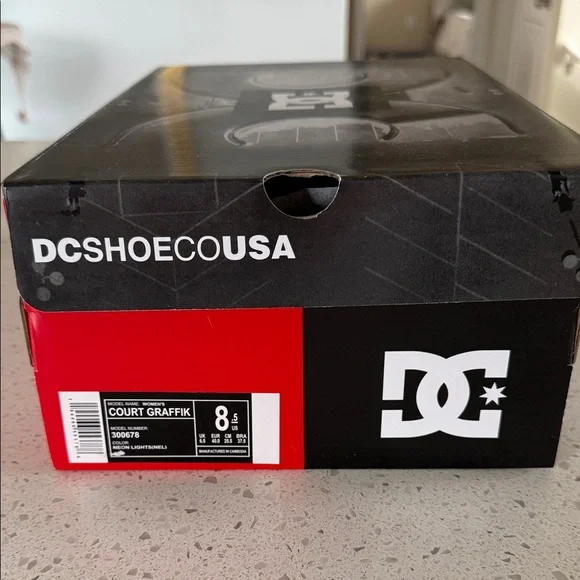 DC
DCSHOECOUSA
DC
MODEL NAME: WOMEN'S
COURT GRAFFIK
MODEL NUMBER:
300678
COLOR:
NEON LIGHTS(NEL)
8.5 US
UK EUR CM BRA
6.5 40.0 25.5 37.5
MANUFACTURED IN CAMBODIA